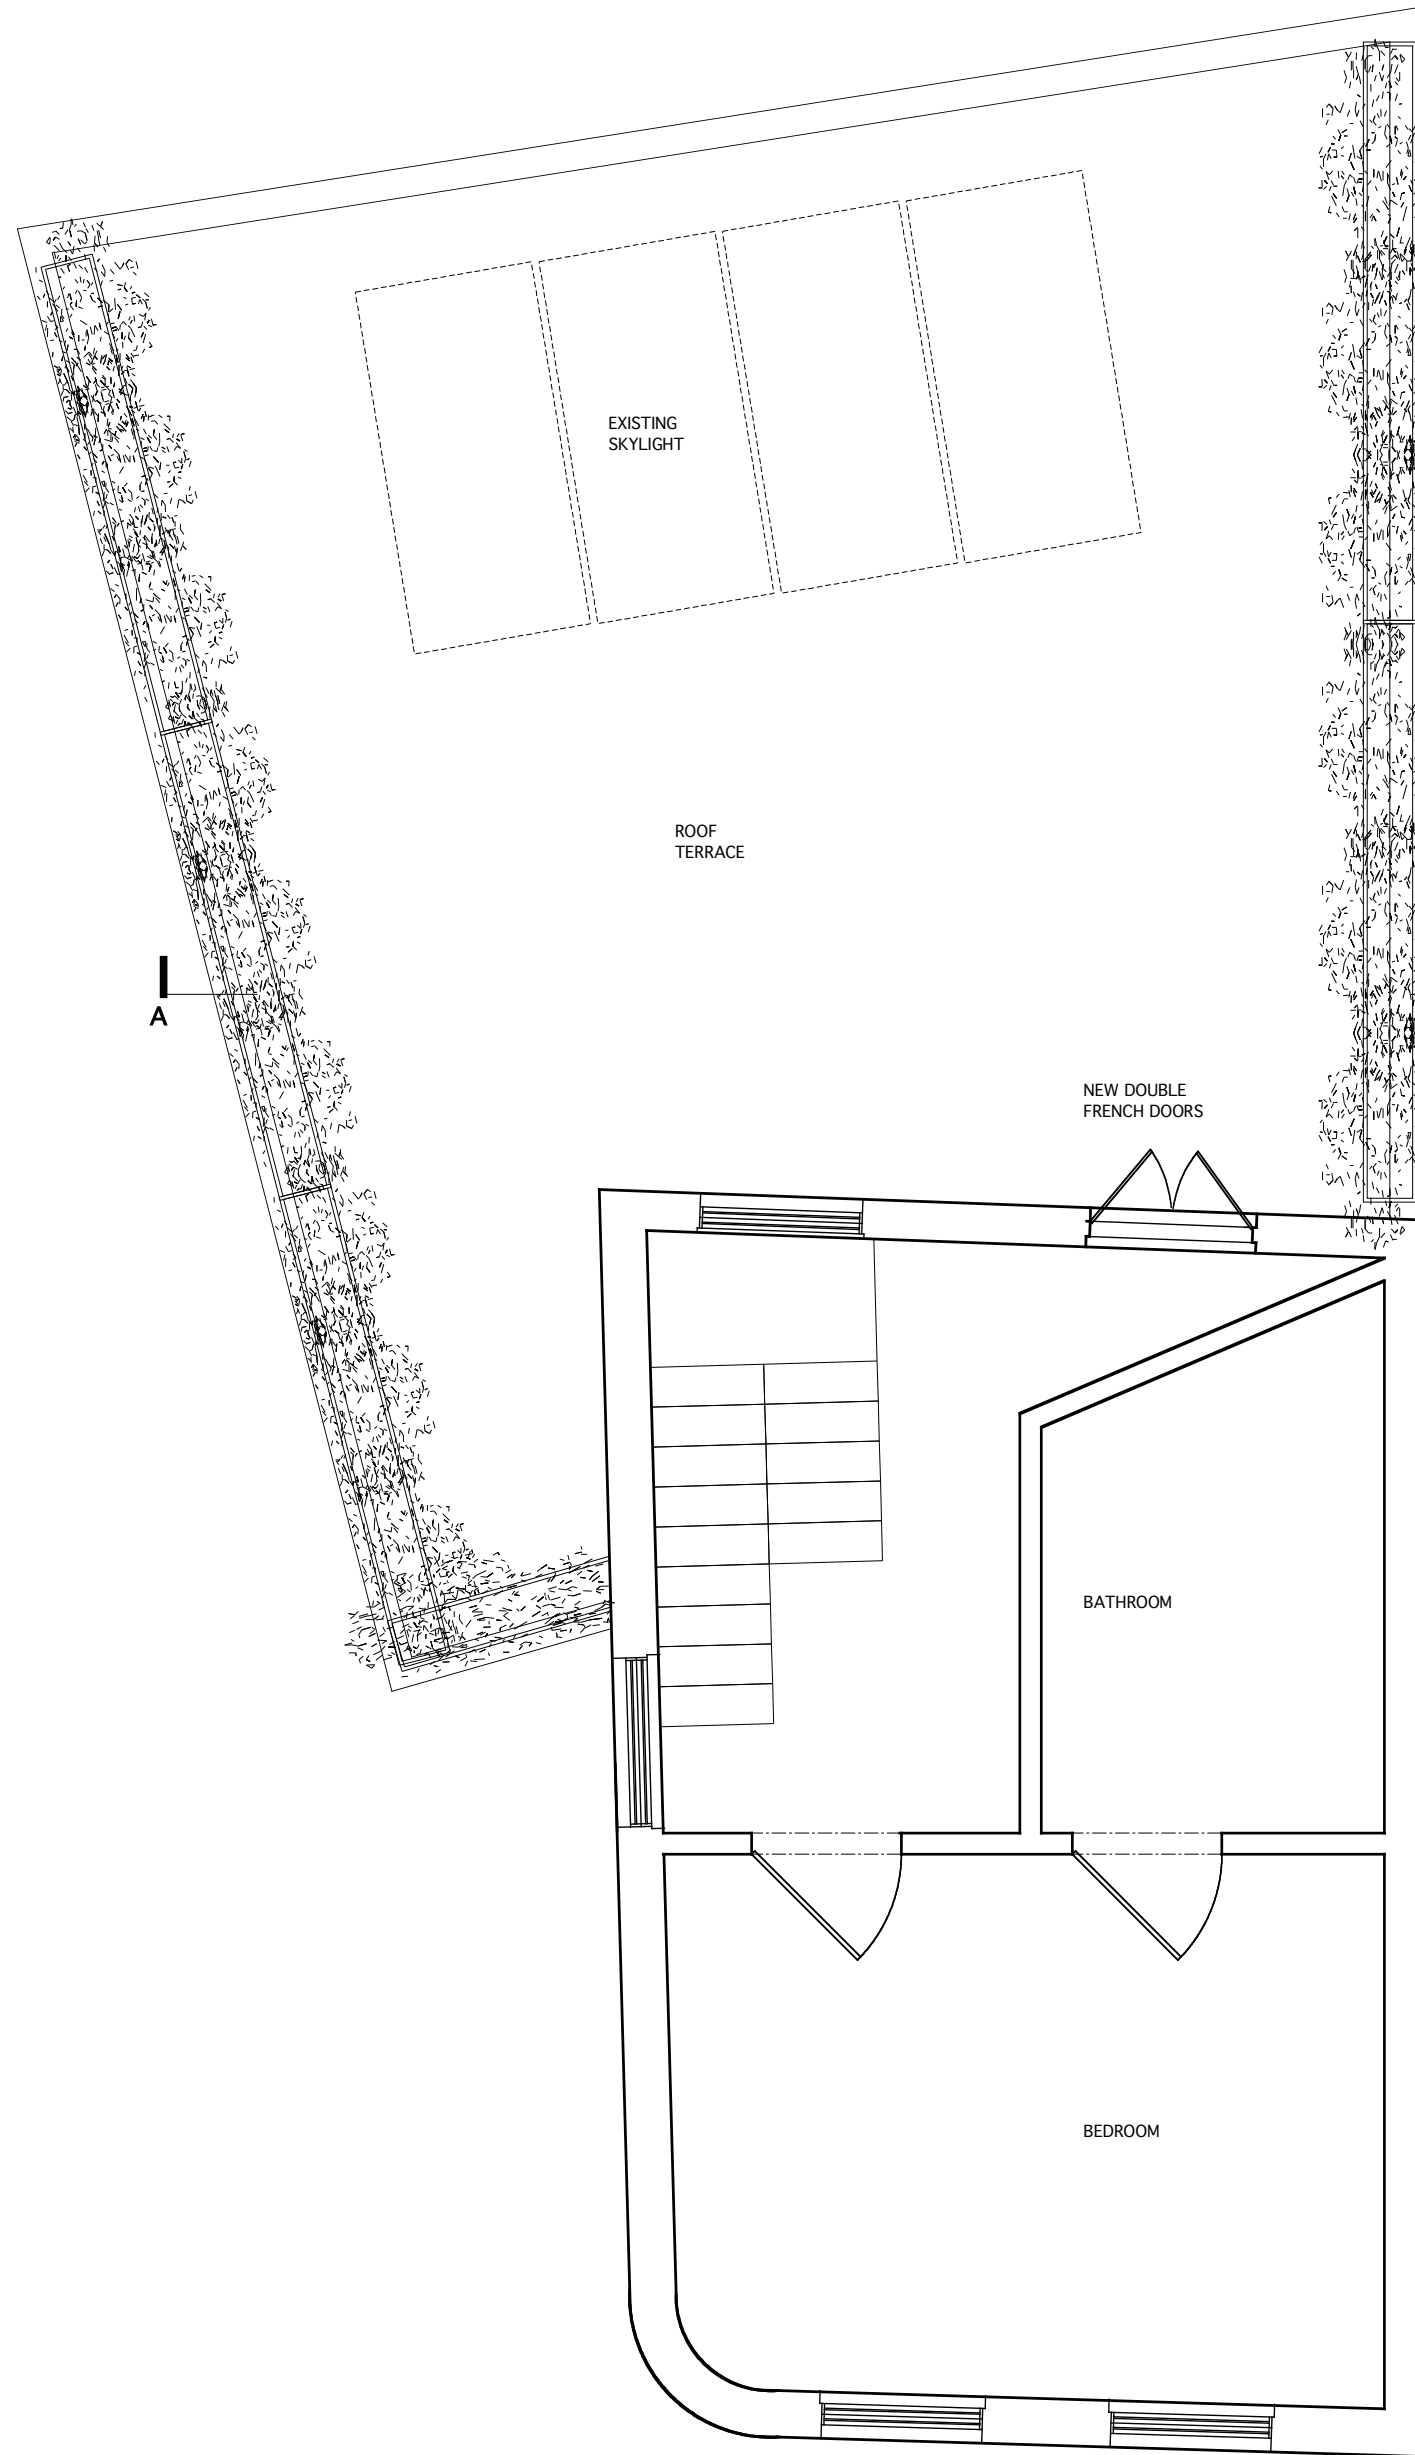 EXISTING
SKYLIGHT
ROOF
TERRACE
A
NEW DOUBLE
FRENCH DOORS
BATHROOM
BEDROOM